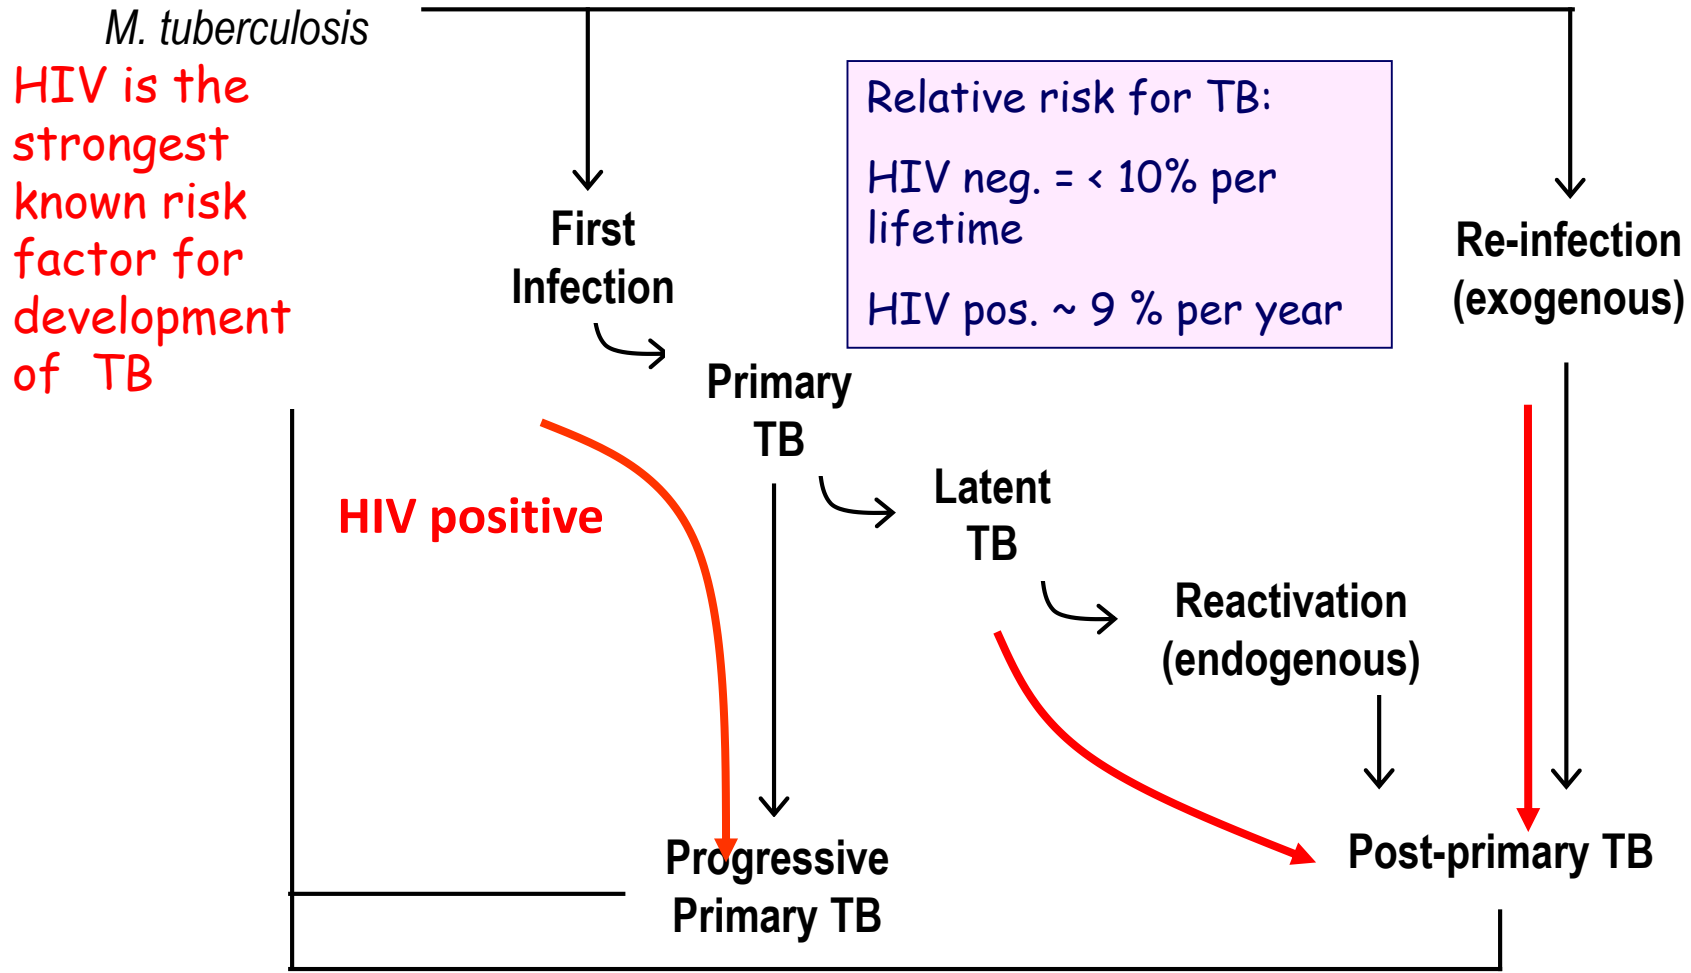 M. tuberculosis
HIV is the
strongest
known risk
factor for
development
of TB
Relative risk for TB:
HIV neg. = < 10% per
lifetime
HIV pos. ~ 9 % per year
First
Infection
Re-infection
(exogenous)
Primary
TB
HIV positive
Latent
TB
Reactivation
(endogenous)
Progressive
Primary TB
Post-primary TB